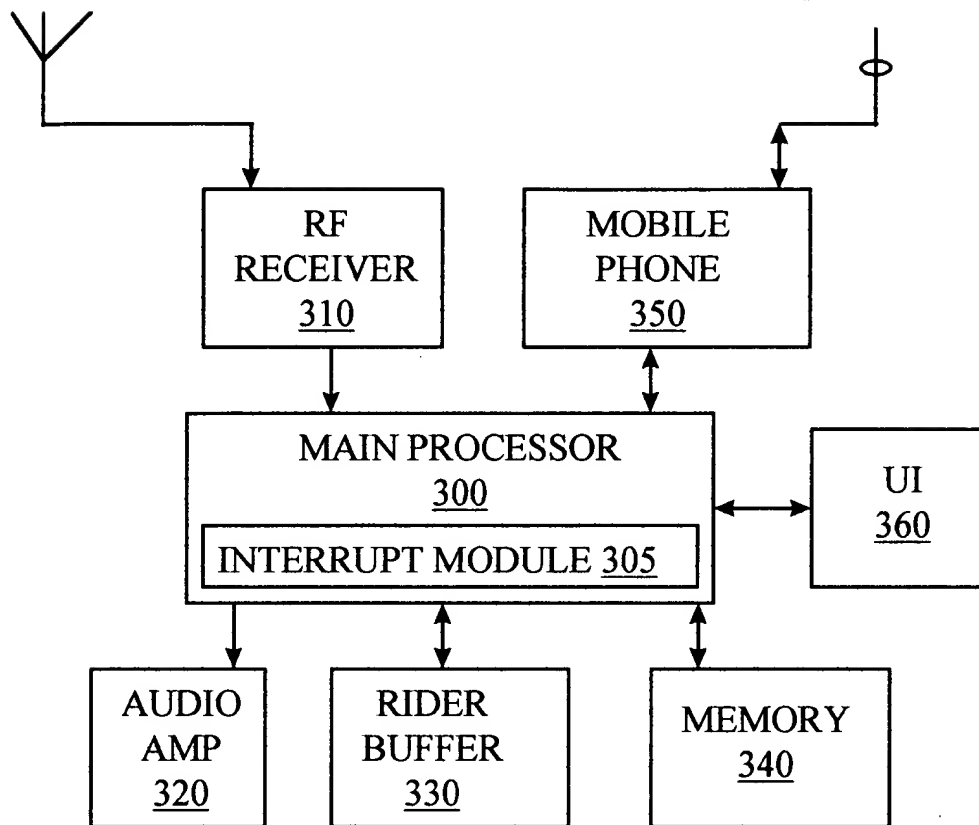 RF
RECEIVER
310
MOBILE
PHONE
350
MAIN PROCESSOR
300
INTERRUPT MODULE 305
UI
360
AUDIO
AMP
320
RIDER
BUFFER
330
MEMORY
340